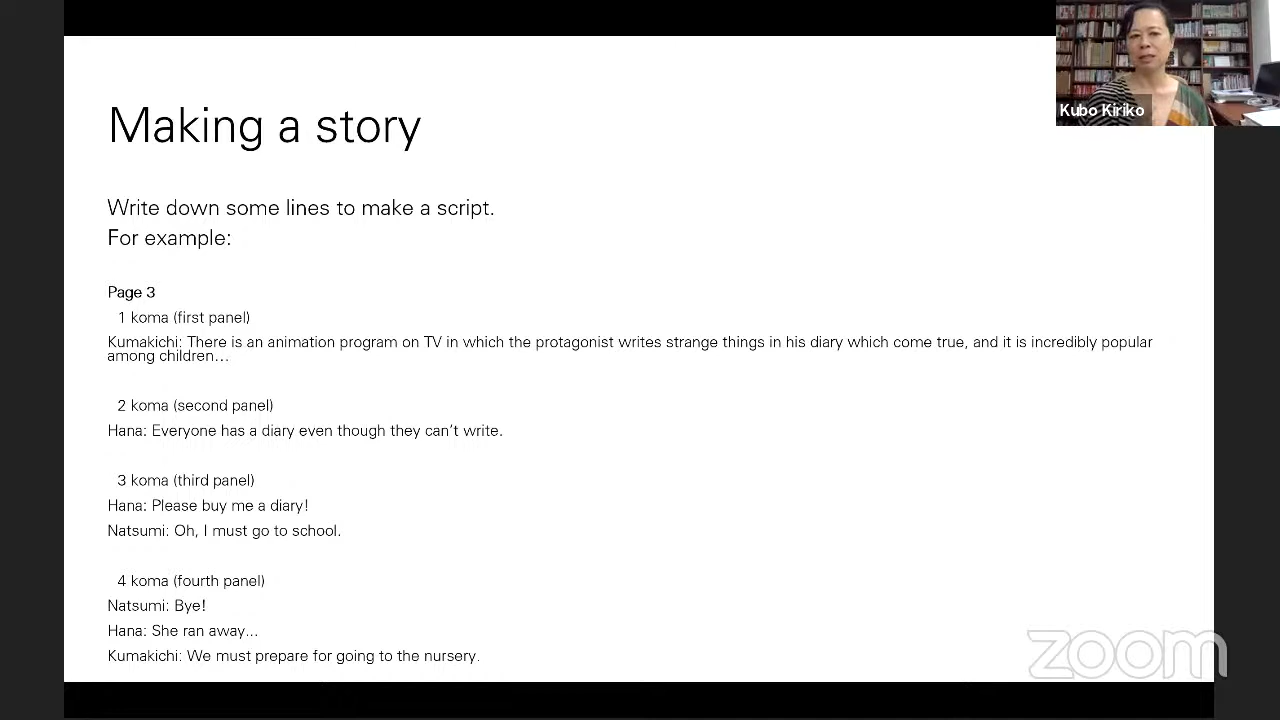 Kubo Kiriko
Making a story
Write down some lines to make a script.
For example:
Page 3
1 koma (first panel)
Kumakichi: There is an animation program on TV in which the protagonist writes strange things in his diary which come true, and it is incredibly popular
among children...
2 koma (second panel)
Hana: Everyone has a diary even though they can't write.
3 koma (third panel)
Hana: Please buy me a diary!
Natsumi: Oh, I must go to school.
4 koma (fourth panel)
Natsumi: Bye!
Hana: She ran away...
Kumakichi: We must prepare for going to the nursery.
zoom